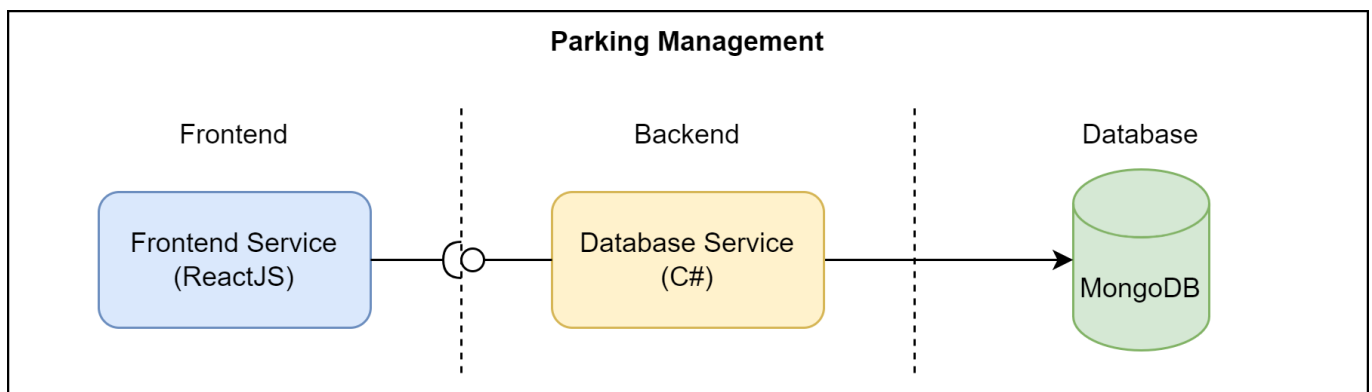 Parking Management
Frontend
Backend
Database
Frontend Service
(ReactJS)
Database Service
(C#)
MongoDB